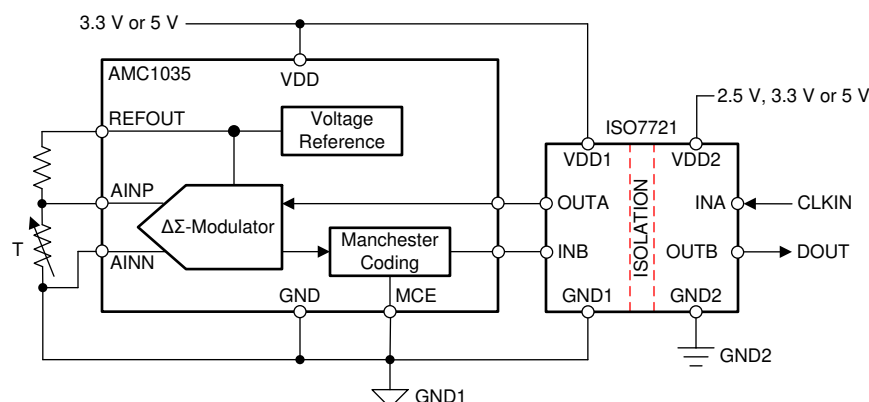 3.3 V or 5 V
AMC1035
VDD
2.5 V, 3.3 V or 5 V
REFOUT
Voltage
Reference
ISO7721
VDD1
VDD2
AINP
ΔΣ-Modulator
OUTA
ISOLATION
INA
CLKIN
T
AINN
Manchester
Coding
INB
OUTB
DOUT
GND
MCE
GND1
GND2
GND2
GND1